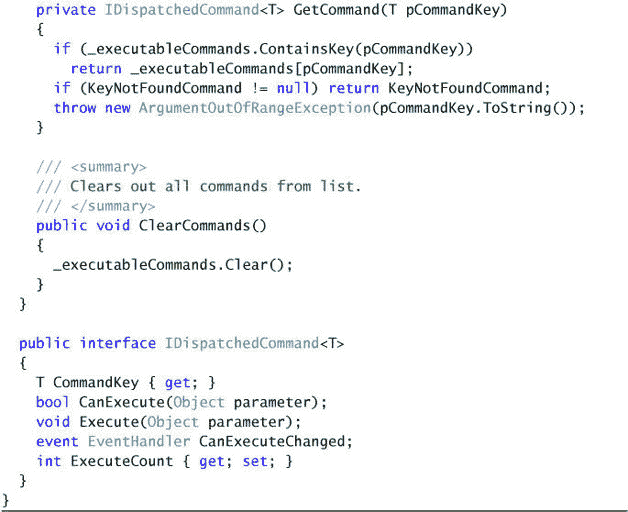 private IDispatchedCommand<T> GetCommand(T pCommandKey)
{
if (_executableCommands.ContainsKey(pCommandKey))
return _executableCommands[pCommandKey];
if (KeyNotFoundCommand != null) return KeyNotFoundCommand;
throw new ArgumentOutOfRangeException(pCommandKey.ToString());
}
/// <summary>
/// Clears out all commands from list.
/// </summary>
public void ClearCommands()
{
_executableCommands.Clear();
}
}
public interface IDispatchedCommand<T>
{
T CommandKey { get; }
bool CanExecute(Object parameter);
void Execute(Object parameter);
event EventHandler CanExecuteChanged;
int ExecuteCount { get; set; }
}
}